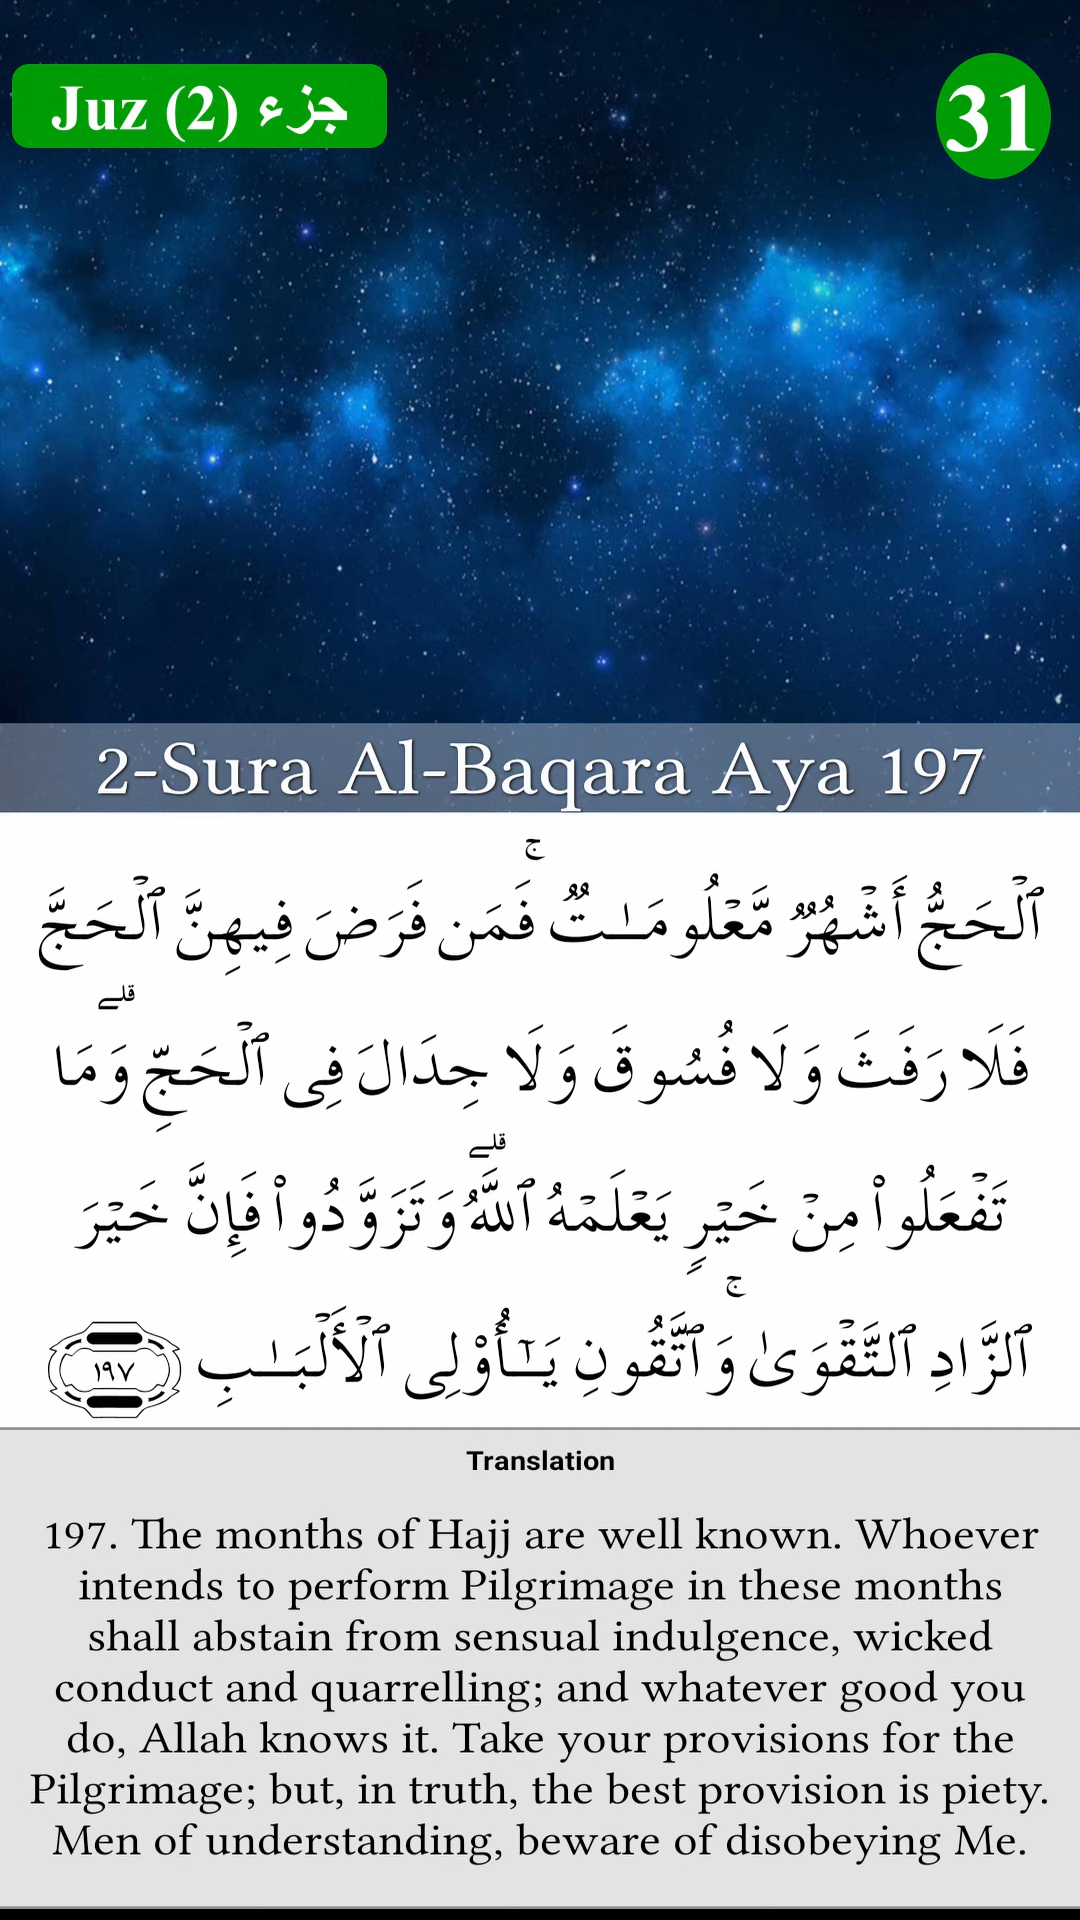 Juz (2) جزء
31
2-Sura Al-Baqara Aya 197
ٱلۡحَجُّ أَشۡهُرٞ مَّعۡلُومَٰتٞۚ فَمَن فَرَضَ فِيهِنَّ ٱلۡحَجَّ
فَلَا رَفَثَ وَلَا فُسُوقَ وَلَا جِدَالَ فِى ٱلۡحَجِّۗ وَمَا
تَفۡعَلُواْ مِنۡ خَيۡرٖ يَعۡلَمۡهُ ٱللَّهُۗ وَتَزَوَّدُواْ فَإِنَّ خَيۡرَ
ٱلزَّادِ ٱلتَّقۡوَىٰۚ وَٱتَّقُونِ يَٰٓأُوْلِى ٱلۡأَلۡبَٰبِ ١٩٧
Translation
197. The months of Hajj are well known. Whoever
intends to perform Pilgrimage in these months
shall abstain from sensual indulgence, wicked
conduct and quarrelling; and whatever good you
do, Allah knows it. Take your provisions for the
Pilgrimage; but, in truth, the best provision is piety.
Men of understanding, beware of disobeying Me.